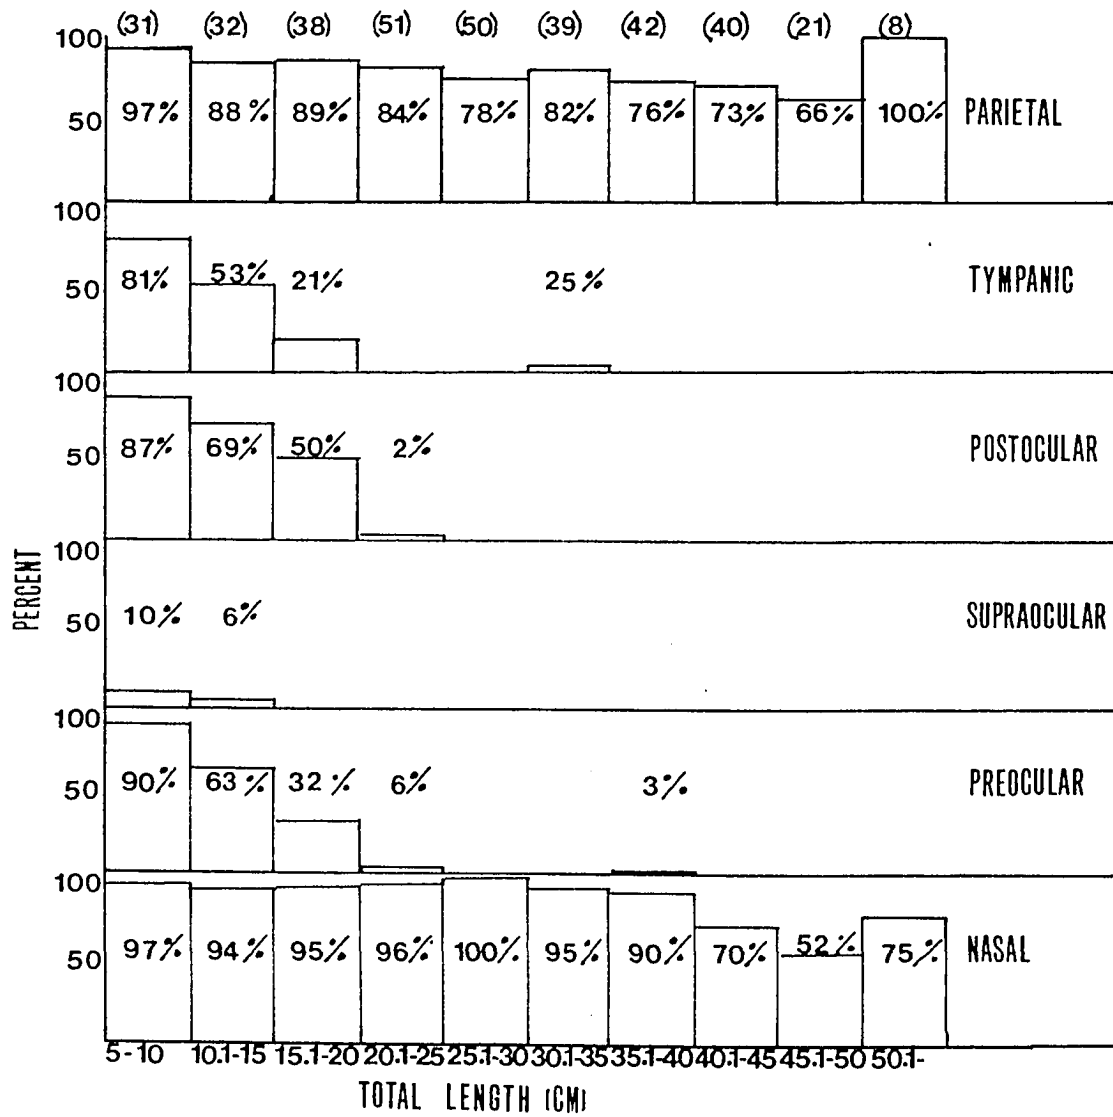 (31) (32) (38) (51) (50) (39) (42) (40) (21) (8)
100
97% 88% 89% 84% 78% 82% 76% 73% 66% 100% PARIETAL
50
100
81% 53% 21% 25% TYMPANIC
50
100
87% 69% 50% 2% POSTOCULAR
50
100
10% 6% SUPRAOCULAR
50
PERCENT
100
90% 63% 32% 6% 3% PREOCULAR
50
100
97% 94% 95% 96% 100% 95% 90% 70% 52% 75% NASAL
50
5-10 10.1-15 15.1-20 20.1-25 25.1-30 30.1-35 35.1-40 40.1-45 45.1-50 50.1-
TOTAL LENGTH (CM)